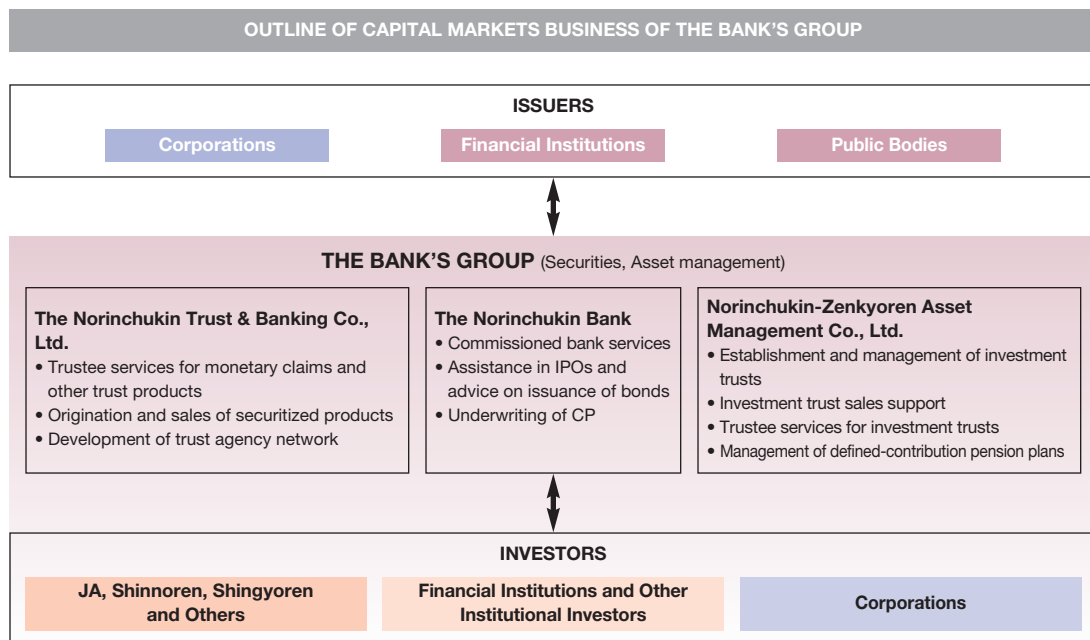 OUTLINE OF CAPITAL MARKETS BUSINESS OF THE BANK'S GROUP
ISSUERS
Corporations
Financial Institutions
Public Bodies
THE BANK'S GROUP (Securities, Asset management)
The Norinchukin Trust & Banking Co.,
Ltd.
• Trustee services for monetary claims and
other trust products
• Origination and sales of securitized products
• Development of trust agency network
The Norinchukin Bank
• Commissioned bank services
• Assistance in IPOs and
advice on issuance of bonds
• Underwriting of CP
Norinchukin-Zenkyoren Asset
Management Co., Ltd.
• Establishment and management of investment
trusts
• Investment trust sales support
• Trustee services for investment trusts
• Management of defined-contribution pension plans
INVESTORS
JA, Shinnoren, Shingyoren
and Others
Financial Institutions and Other
Institutional Investors
Corporations